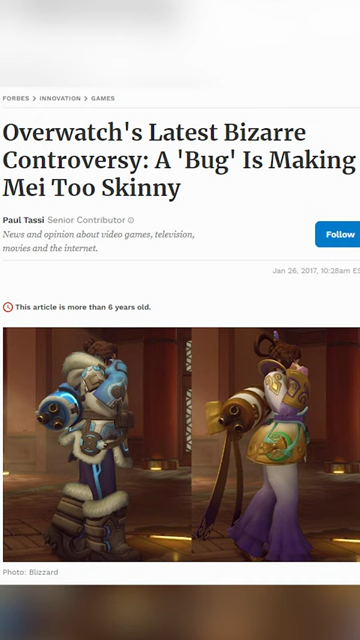 FORBES > INNOVATION > GAMES
Overwatch's Latest Bizarre
Controversy: A 'Bug' Is Making
Mei Too Skinny
Paul Tassi Senior Contributor
News and opinion about video games, television,
movies and the internet.
Follow
Jan 26, 2017, 10:28am ES
This article is more than 6 years old.
Photo: Blizzard